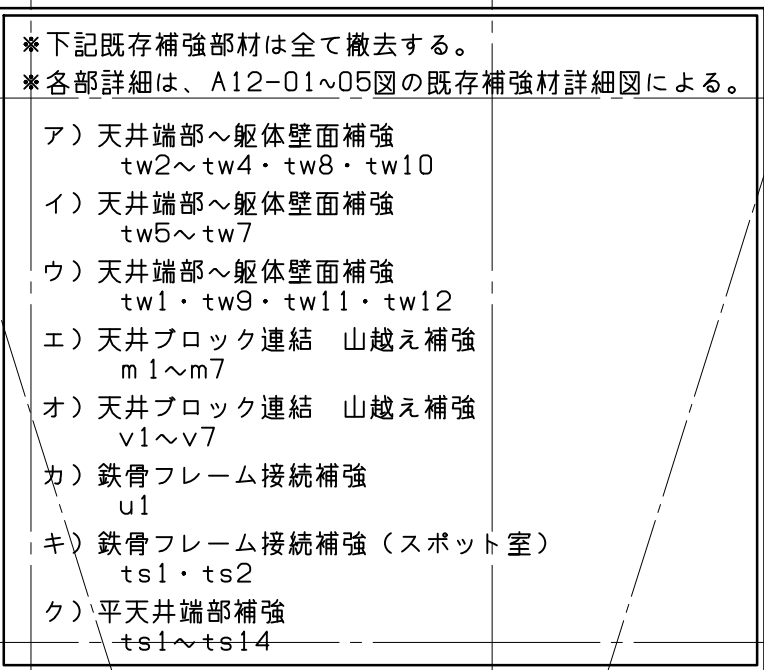 ※下記既存補強部材は全て撤去する。
※各部詳細は、A12-01~05図の既存補強材詳細図による。
ア）天井端部～躯体壁面補強
tw2～tw4・tw8・tw10
イ）天井端部～躯体壁面補強
tw5～tw7
ウ）天井端部～躯体壁面補強
tw1・tw9・tw11・tw12
エ）天井ブロック連結　山越え補強
m1～m7
オ）天井ブロック連結　山越え補強
v1～v7
カ）鉄骨フレーム接続補強
u1
キ）鉄骨フレーム接続補強（スポット室）
ts1・ts2
ク）平天井端部補強
ts1～ts14